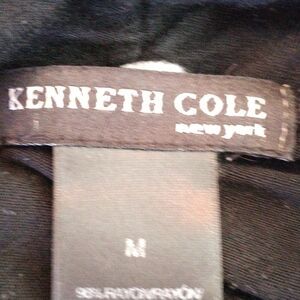 KENNETH COLE
new york
M
96% RAYON/RAYÓN